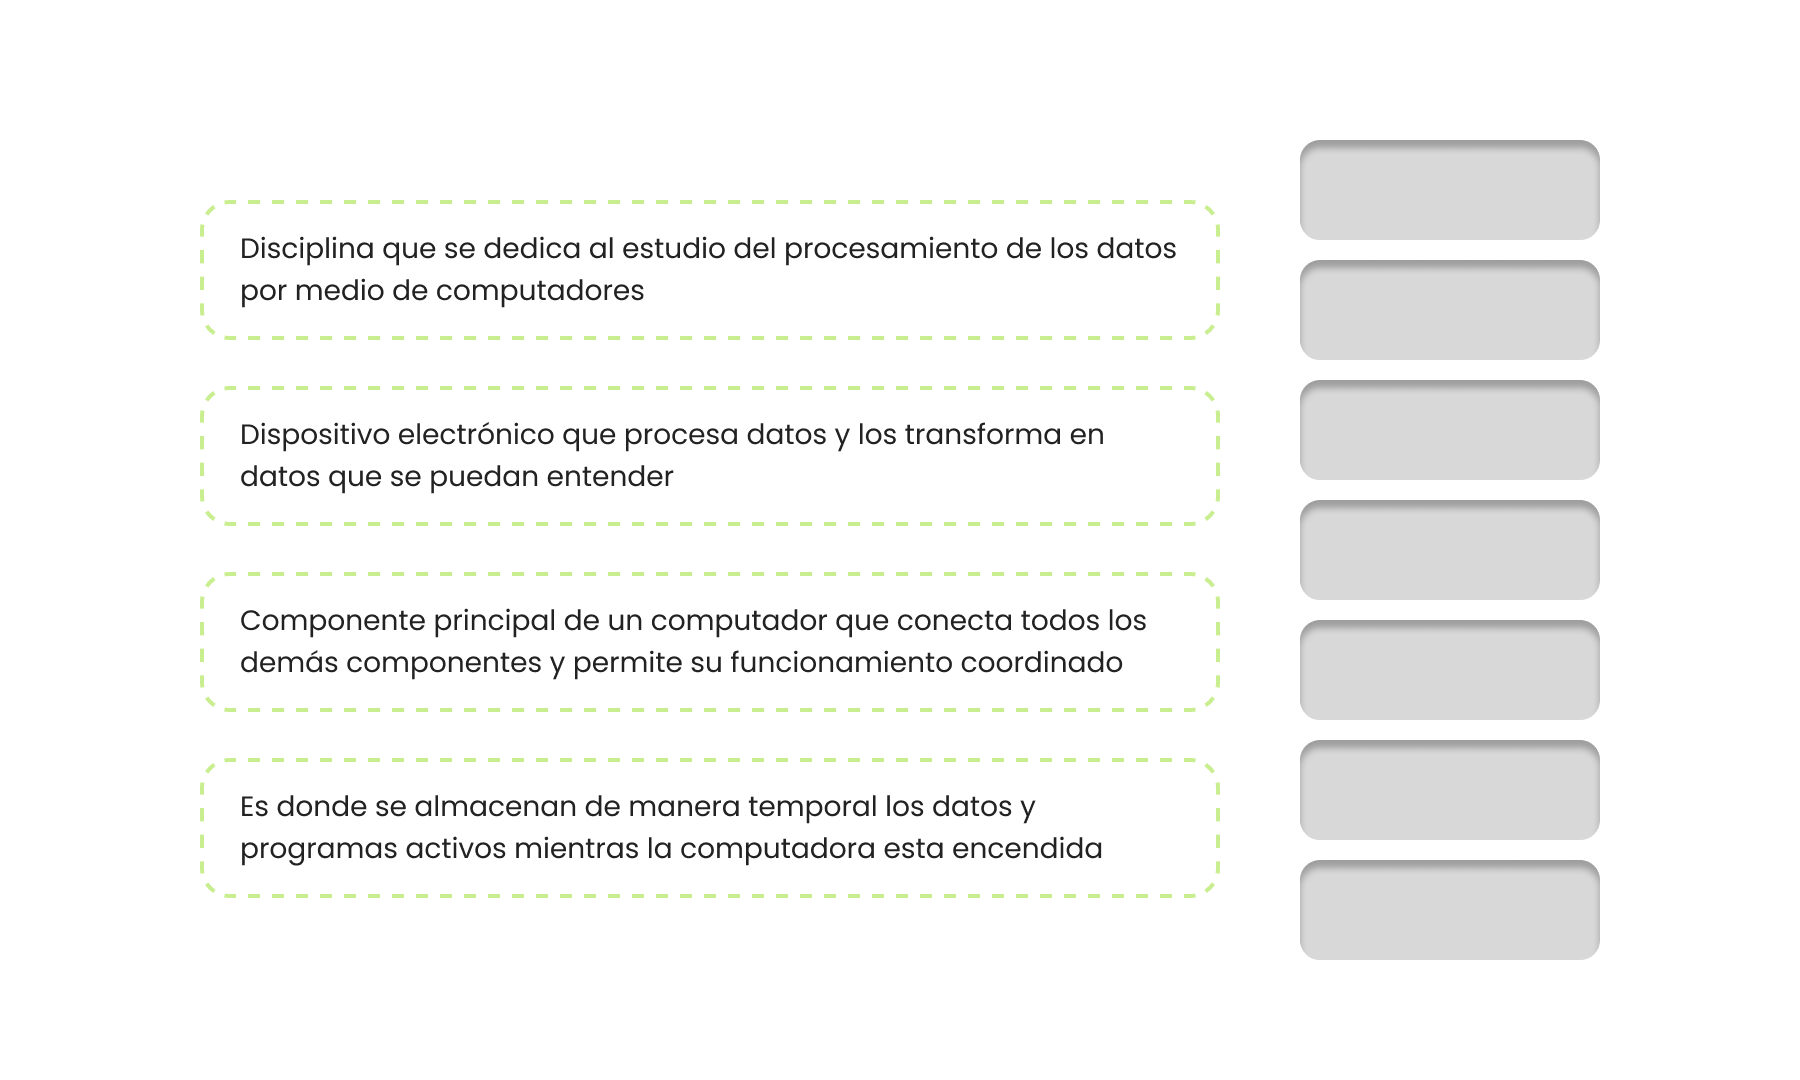 Disciplina que se dedica al estudio del procesamiento de los datos
por medio de computadores
Dispositivo electrónico que procesa datos y los transforma en
datos que se puedan entender
Componente principal de un computador que conecta todos los
demás componentes y permite su funcionamiento coordinado
Es donde se almacenan de manera temporal los datos y
programas activos mientras la computadora esta encendida